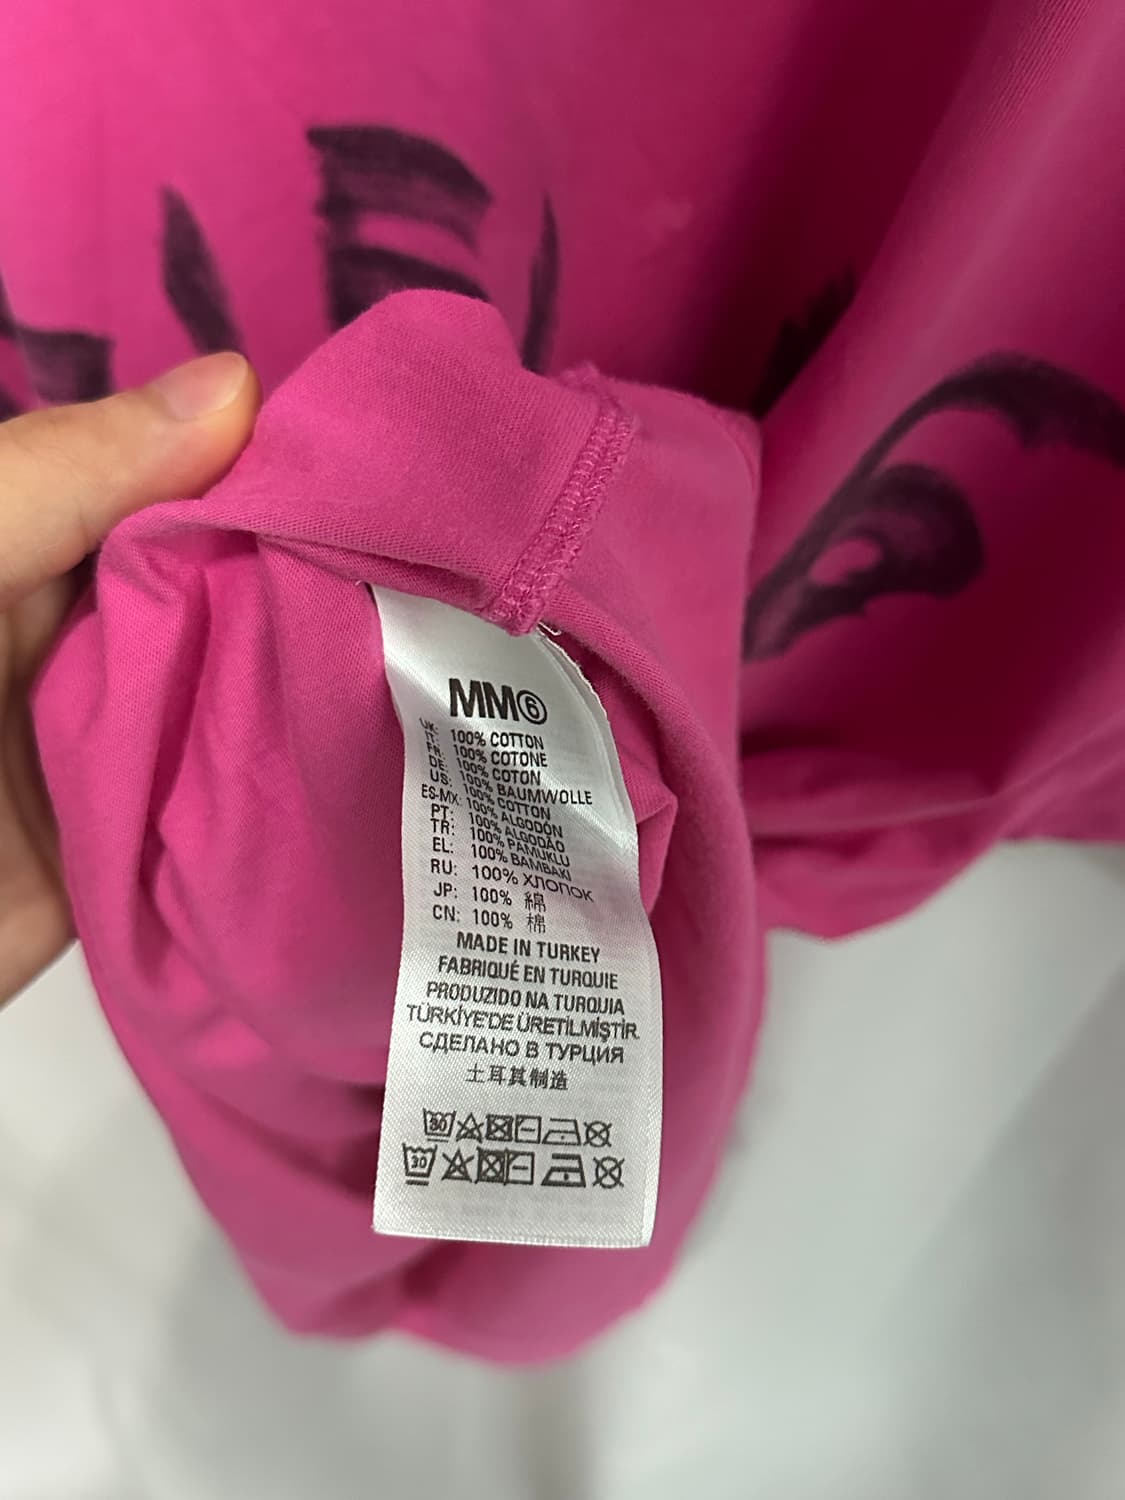 MM⑥
UK: 100% COTTON
IT: 100% COTONE
FR: 100% COTON
DE: 100% BAUMWOLLE
US: 100% COTTON
ES-MX: 100% ALGODÓN
PT: 100% ALGODÃO
TR: 100% PAMUKLU
EL: 100% ΒΑΜΒΑΚΙ
RU: 100% ХЛОПОК
JP: 100% 綿
CN: 100% 棉
MADE IN TURKEY
FABRIQUÉ EN TURQUIE
PRODUZIDO NA TURQUIA
TÜRKİYE'DE ÜRETİLMİŞTİR.
СДЕЛАНО В ТУРЦИЯ
土耳其制造
30
30